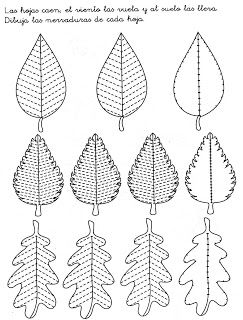 Las hojas caen, el viento las vuela y al suelo las lleva.
Dibuja las nervaduras de cada hoja.